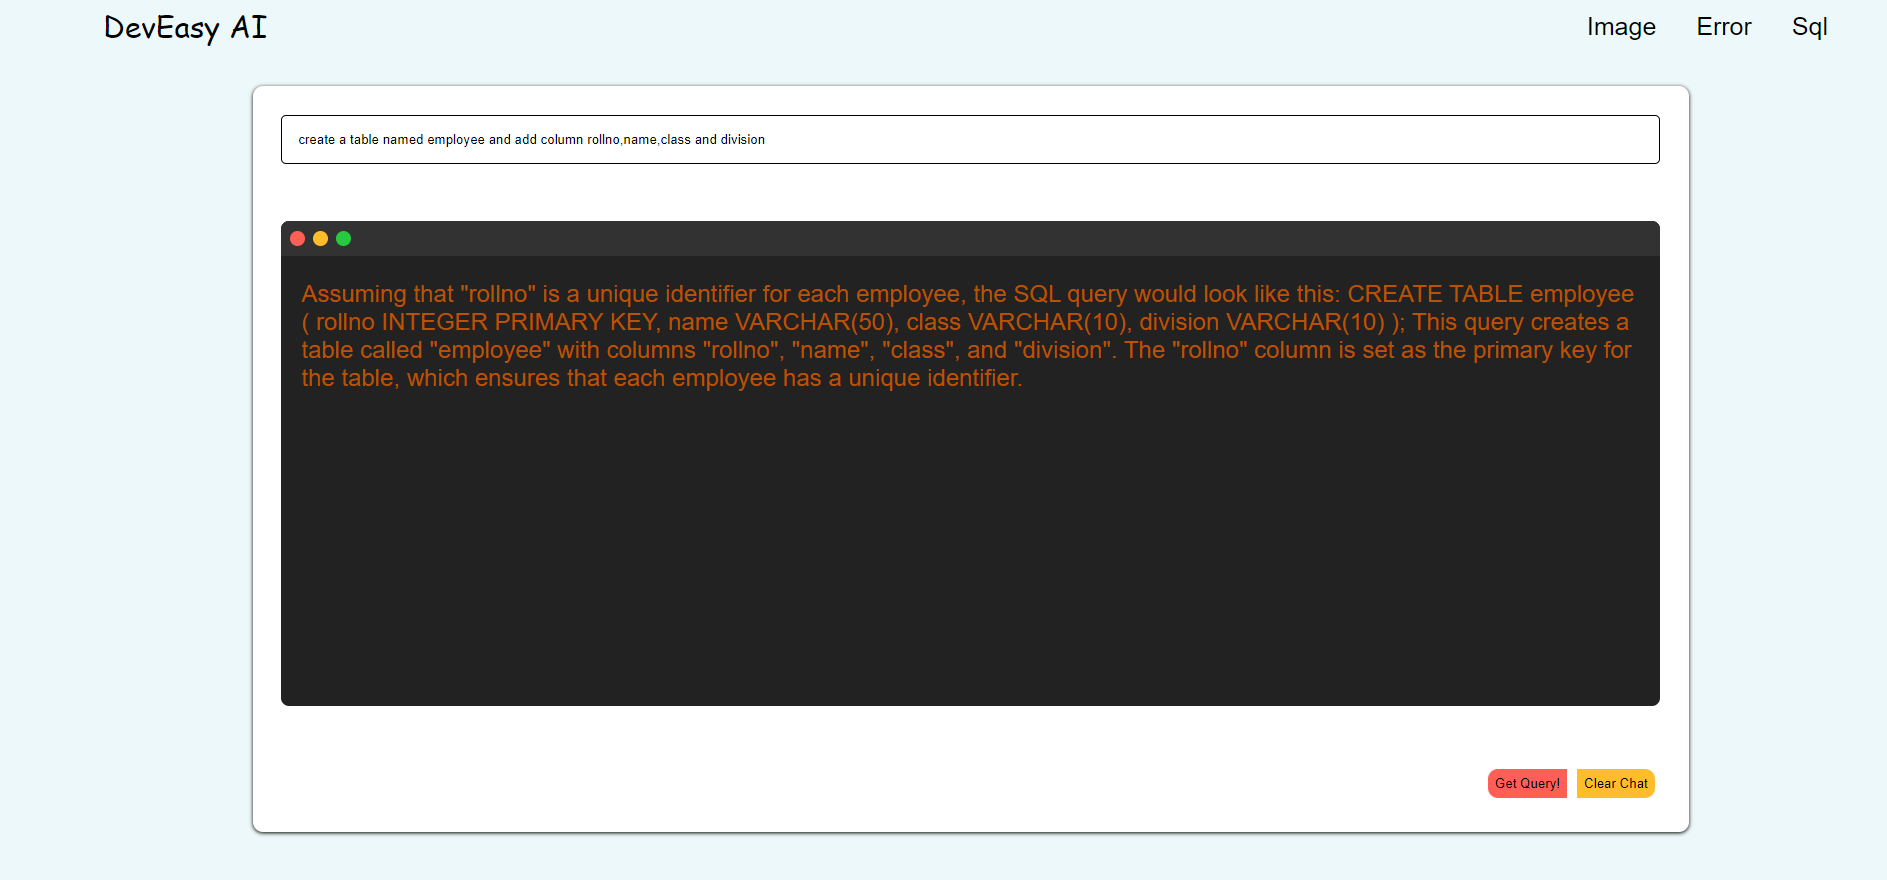 DevEasy AI
Image Error Sql
create a table named employee and add column rollno,name,class and division
Assuming that "rollno" is a unique identifier for each employee, the SQL query would look like this: CREATE TABLE employee
( rollno INTEGER PRIMARY KEY, name VARCHAR(50), class VARCHAR(10), division VARCHAR(10) ); This query creates a
table called "employee" with columns "rollno", "name", "class", and "division". The "rollno" column is set as the primary key for
the table, which ensures that each employee has a unique identifier.
Get Query! Clear Chat